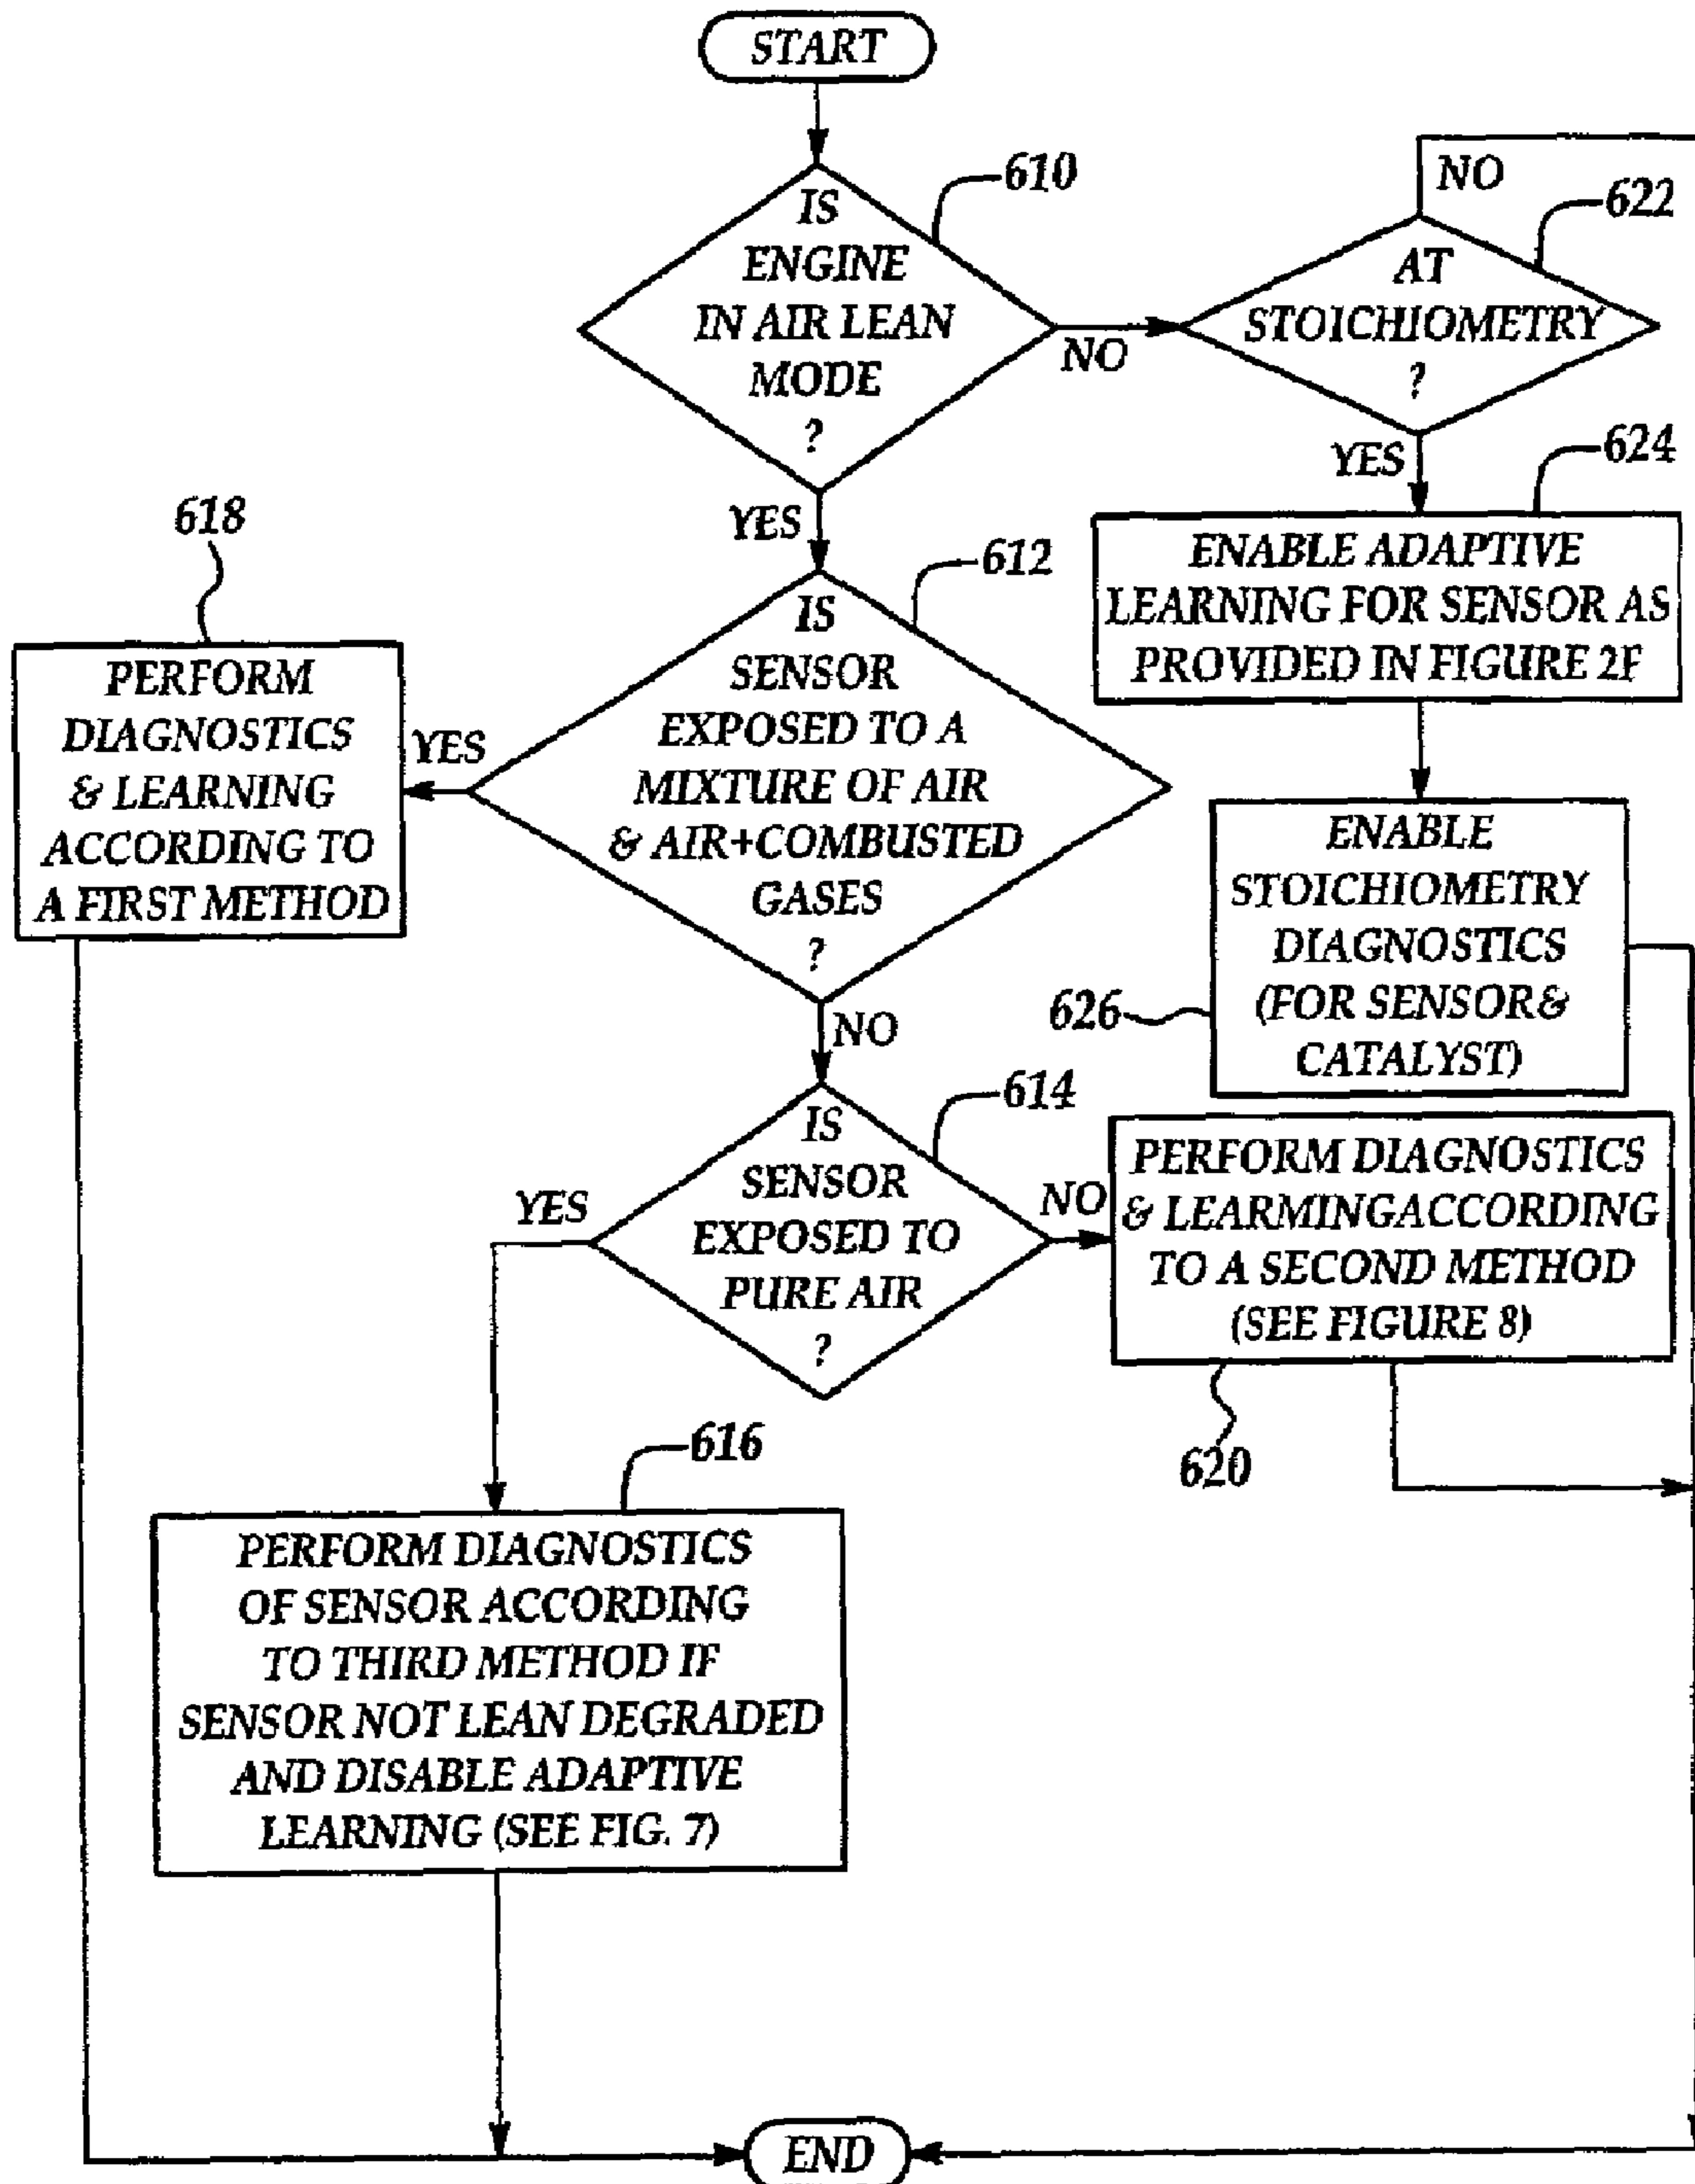 START
IS
ENGINE
IN AIR LEAN
MODE
?
610
NO
AT
STOICHIOMETRY
?
622
NO
YES
ENABLE ADAPTIVE
LEARNING FOR SENSOR AS
PROVIDED IN FIGURE 2F
624
ENABLE
STOICHIOMETRY
DIAGNOSTICS
(FOR SENSOR&
CATALYST)
626
YES
IS
SENSOR
EXPOSED TO A
MIXTURE OF AIR
& AIR+COMBUSTED
GASES
?
612
YES
618
PERFORM
DIAGNOSTICS
& LEARNING
ACCORDING TO
A FIRST METHOD
NO
IS
SENSOR
EXPOSED TO
PURE AIR
?
614
NO
PERFORM DIAGNOSTICS
& LEARMINGACCORDING
TO A SECOND METHOD
(SEE FIGURE 8)
620
YES
616
PERFORM DIAGNOSTICS
OF SENSOR ACCORDING
TO THIRD METHOD IF
SENSOR NOT LEAN DEGRADED
AND DISABLE ADAPTIVE
LEARNING (SEE FIG. 7)
END